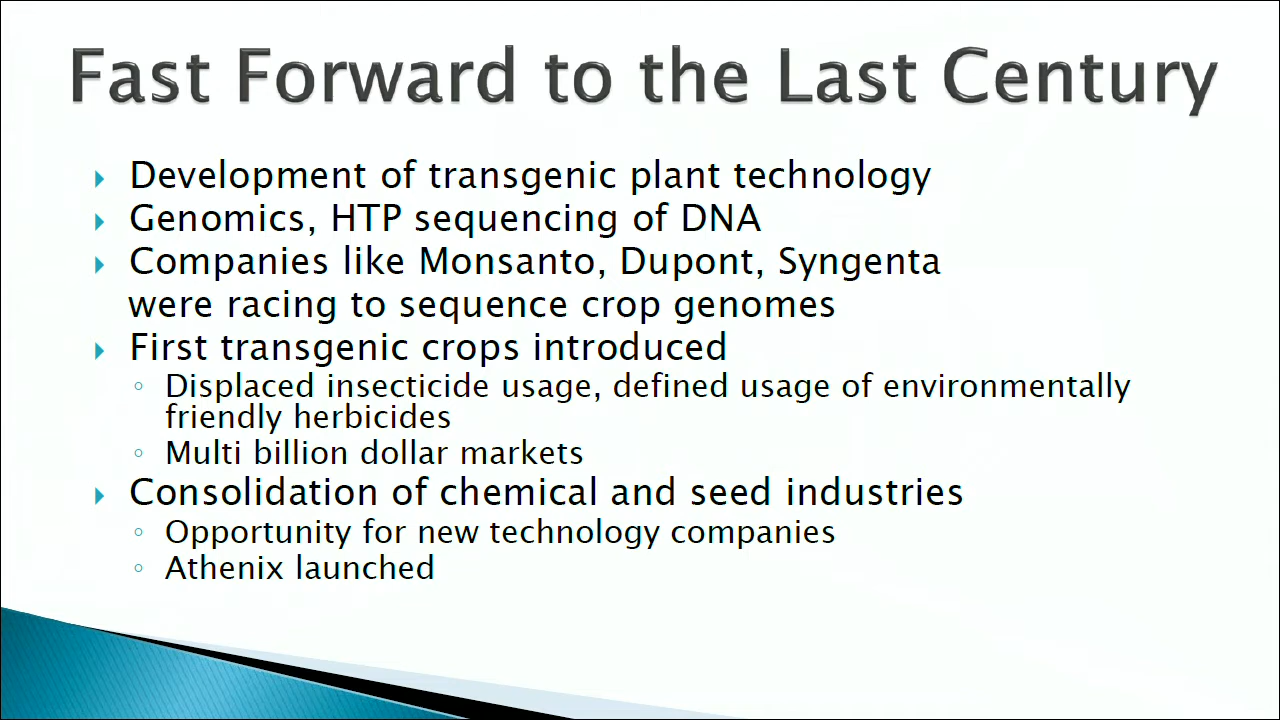 Fast Forward to the Last Century
Development of transgenic plant technology
Genomics, HTP sequencing of DNA
Companies like Monsanto, Dupont, Syngenta
were racing to sequence crop genomes
First transgenic crops introduced
Displaced insecticide usage, defined usage of environmentally
friendly herbicides
Multi billion dollar markets
Consolidation of chemical and seed industries
Opportunity for new technology companies
Athenix launched